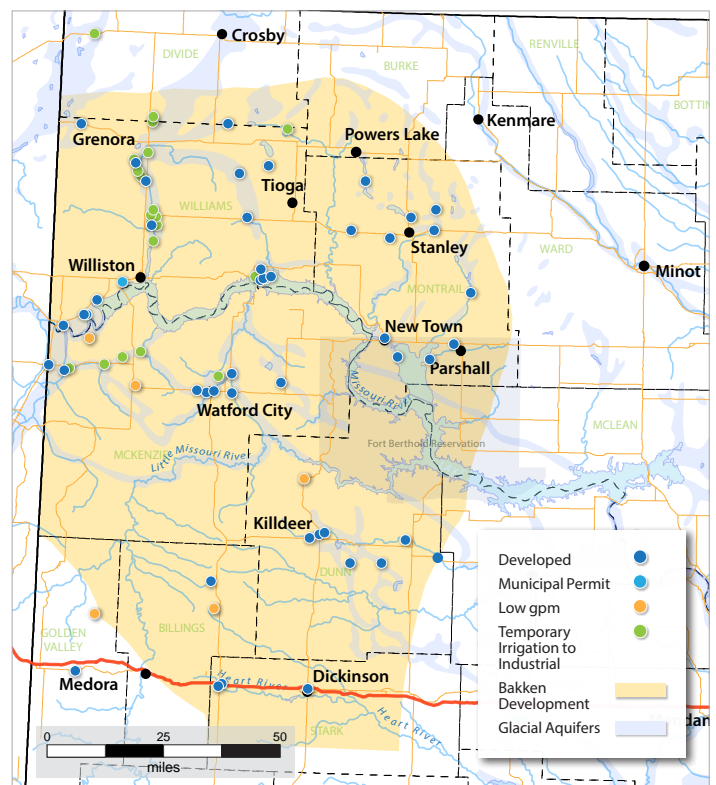 Crosby
DIVIDE
RENVILLE
BURKE
BOTTIN
Kenmare
Grenora
Powers Lake
Tioga
WILLIAMS
Stanley
WARD
Williston
Minot
MONTRAIL
New Town
Parshall
Missouri
Watford City
MCLEAN
Fort Berthold Reservation
MCKENZIE
Little Missouri River
Killdeer
DUNN
GOLDEN
VALLEY
BILLINGS
Medora
Heart River
Dickinson
STARK
Heart River
Developed
Municipal Permit
Low gpm
Temporary
Irrigation to
Industrial
Bakken
Development
Glacial Aquifers
0 25 50
miles